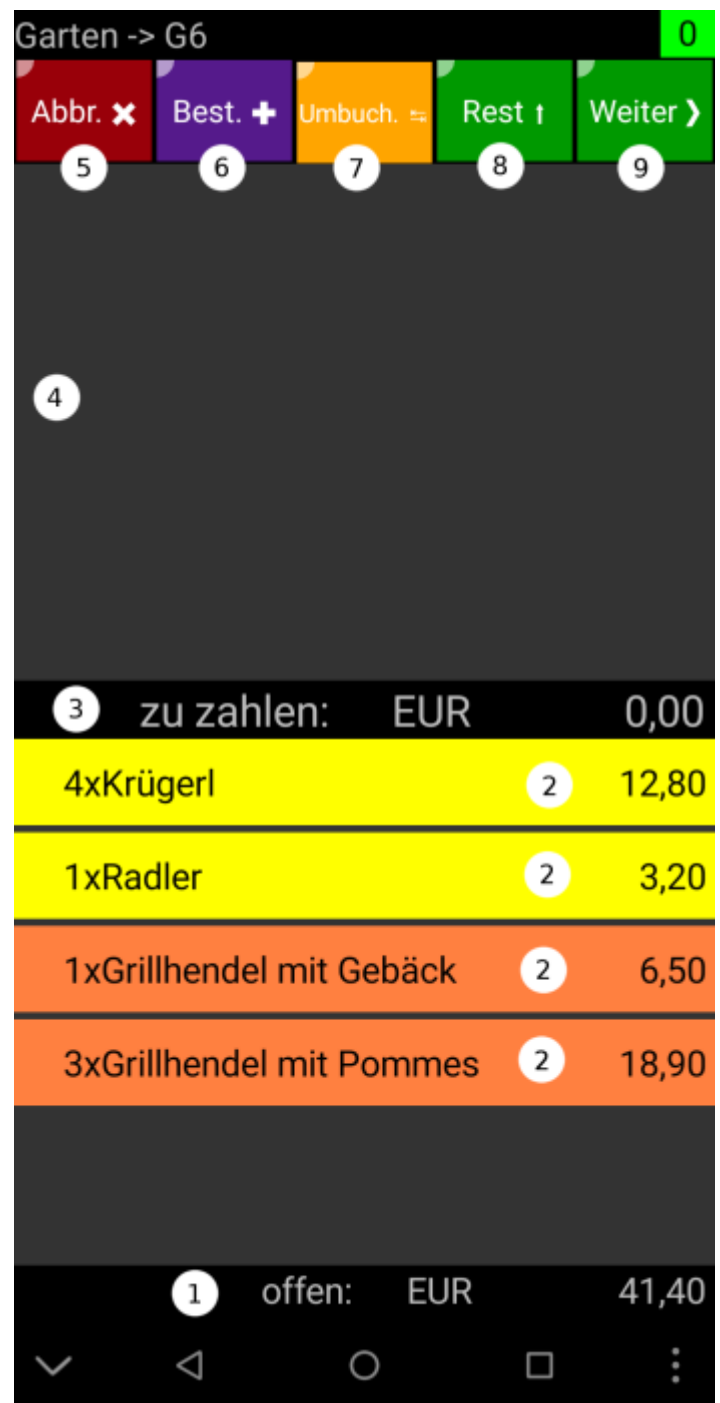 Garten -> G6 0
Abbr. ✖ Best. ✚ Umbuch. ⇆ Rest ↑ Weiter ❯
5 6 7 8 9
4
3 zu zahlen: EUR 0,00
4xKrügerl 2 12,80
1xRadler 2 3,20
1xGrillhendel mit Gebäck 2 6,50
3xGrillhendel mit Pommes 2 18,90
1 offen: EUR 41,40